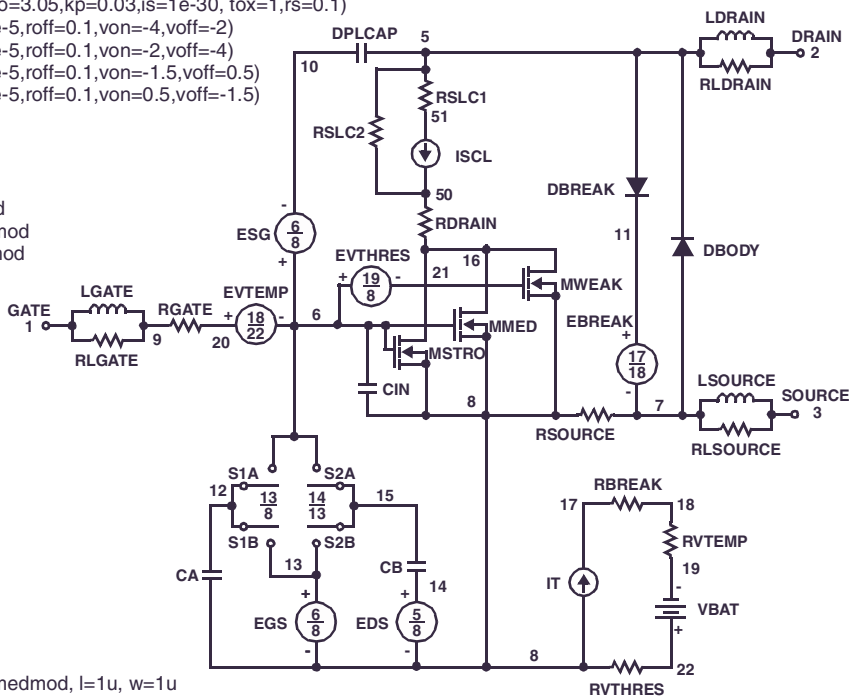 o=3.05,kp=0.03,is=1e-30, tox=1,rs=0.1)
e-5,roff=0.1,von=-4,voff=-2)
e-5,roff=0.1,von=-2,voff=-4)
e-5,roff=0.1,von=-1.5,voff=0.5)
e-5,roff=0.1,von=0.5,voff=-1.5)
d
mod
mod
LDRAIN
DPLCAP 5 DRAIN
10 2
RLDRAIN
RSLC1
51
RSLC2
ISCL
50
DBREAK
RDRAIN
ESG 6 8
- +
11
DBODY
EVTHRES
+ 19 8 -
21 16
MWEAK
LGATE
GATE
1
RLGATE
9
RGATE
20
EVTEMP
+ 18 22 -
6
MMED
MSTRO
EBREAK
+ 17 18 -
CIN
8
RSOURCE
7
LSOURCE
SOURCE
3
RLSOURCE
S1A S2A
12 13 8 14 13 15
S1B S2B
13
CA
CB
14
EGS + 6 8 -
EDS + 5 8 -
RBREAK
17 18
RVTEMP
19
IT
-
VBAT
+
8
22
RVTHRES
medmod, l=1u, w=1u